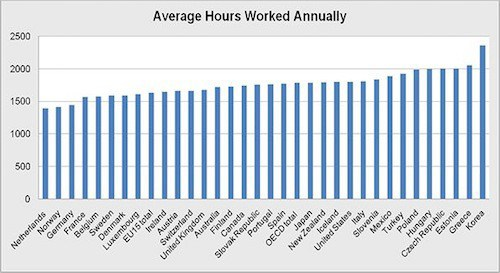 Average Hours Worked Annually
2500
2000
1500
1000
500
0
Netherlands
Norway
Germany
France
Belgium
Sweden
Denmark
Luxembourg
EU15 total
Ireland
Austria
Switzerland
United Kingdom
Australia
Finland
Canada
Slovak Republic
Portugal
Spain
OECD total
Japan
New Zealand
Iceland
United States
Italy
Slovenia
Mexico
Turkey
Poland
Hungary
Czech Republic
Estonia
Greece
Korea